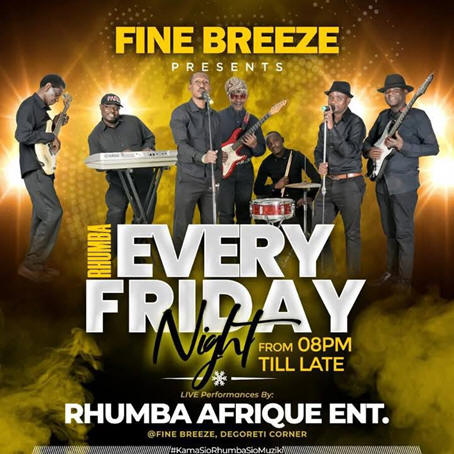 FINE BREEZE
PRESENTS
RHUMBA
EVERY
FRIDAY
Night
FROM 08PM
TILL LATE
LIVE Performances By:
RHUMBA AFRIQUE ENT.
@FINE BREEZE, DEGORETI CORNER
#KamaSioRhumbaSioMuziki